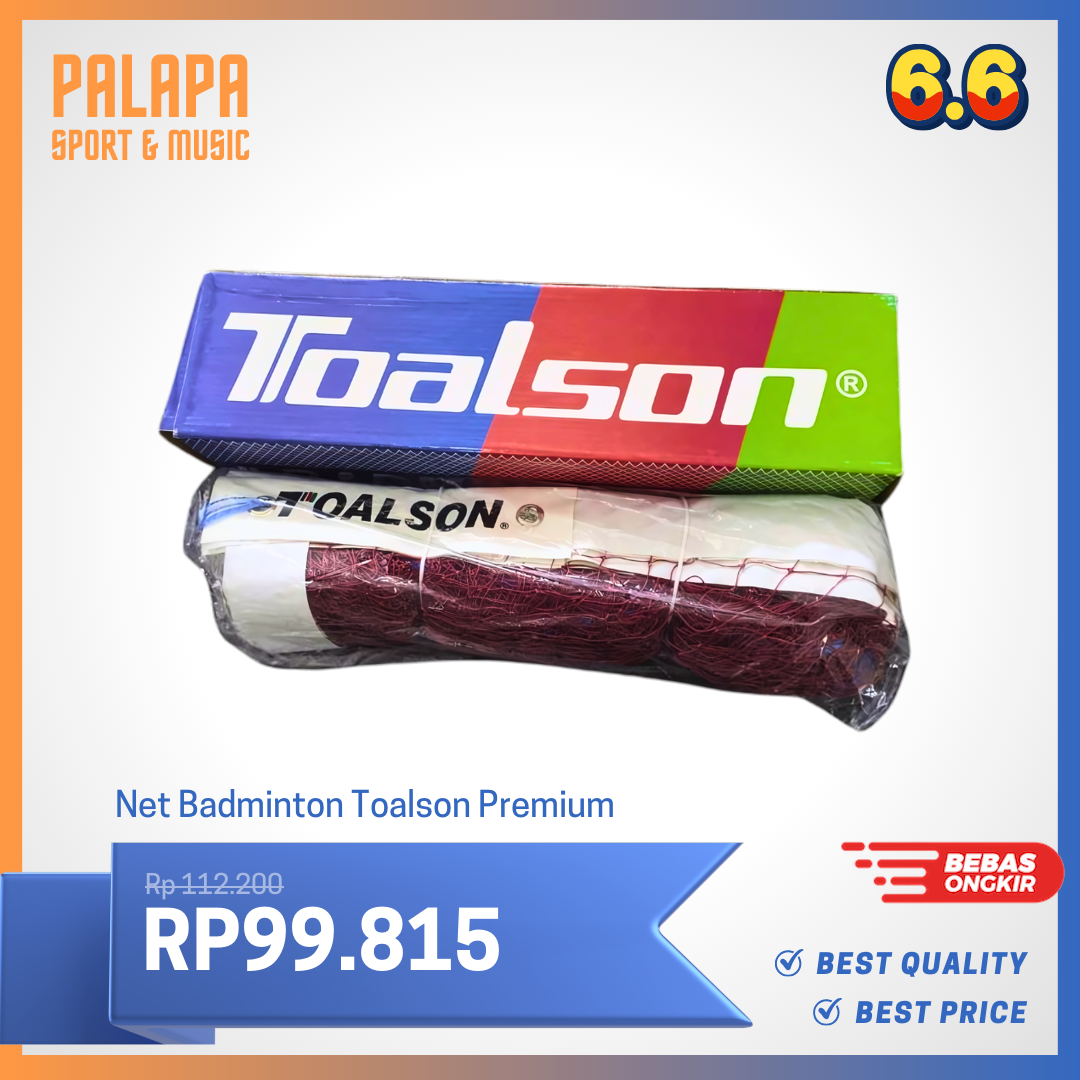 PALAPA
SPORT & MUSIC
6.6
Toalson®
TOALSON®
Net Badminton Toalson Premium
Rp 112.200
RP99.815
BEBAS
ONGKIR
BEST QUALITY
BEST PRICE